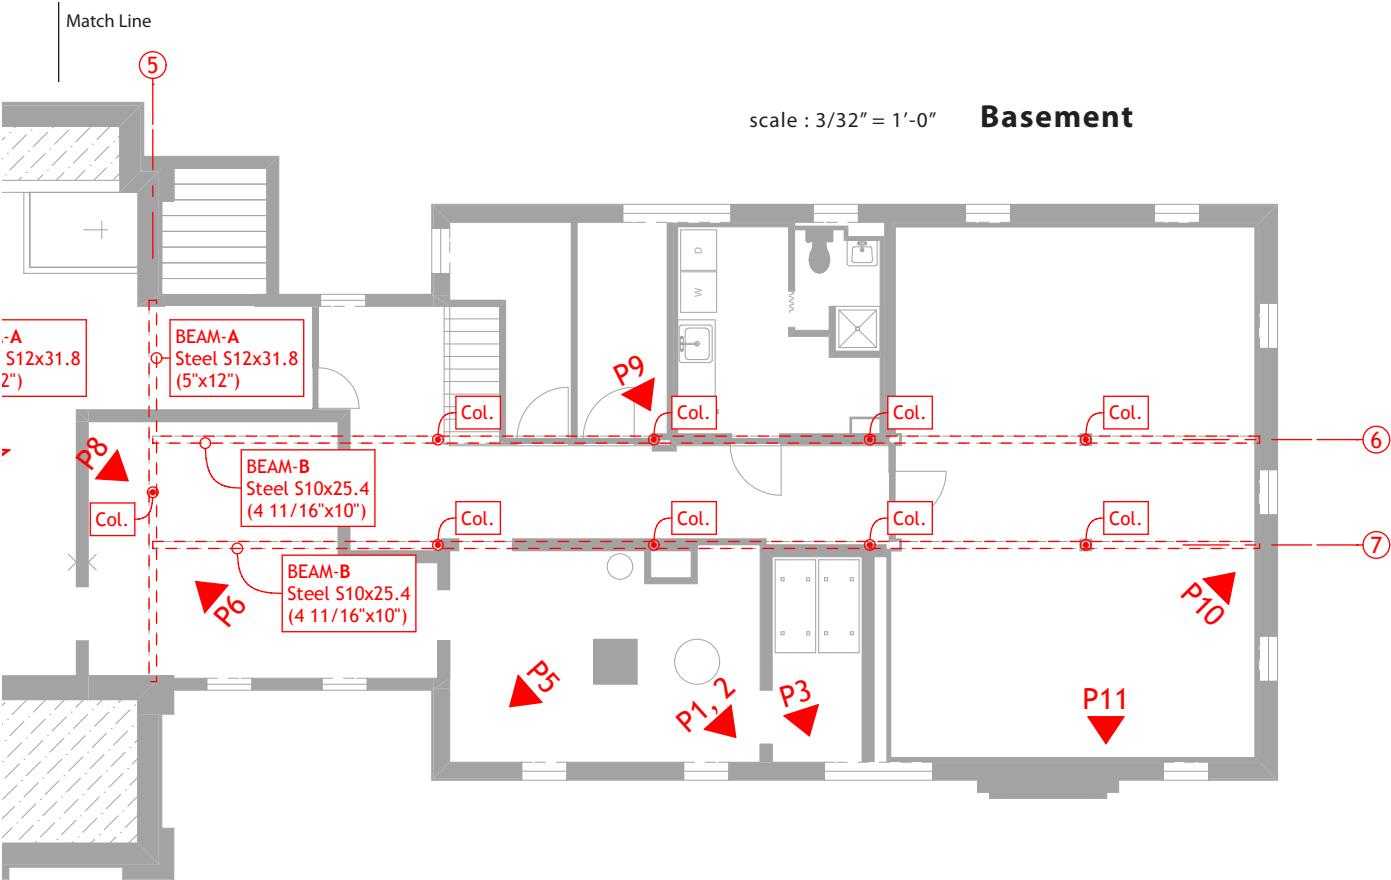 Match Line
5
scale : 3/32” = 1’-0” Basement
-A
S12x31.8
2")
BEAM-A
Steel S12x31.8
(5"x12")
D
W
P9
Col.
Col.
Col.
Col.
6
P8
BEAM-B
Steel S10x25.4
(4 11/16"x10")
Col.
Col.
Col.
Col.
Col.
7
BEAM-B
Steel S10x25.4
(4 11/16"x10")
P6
P10
P5
P1, 2
P3
P11